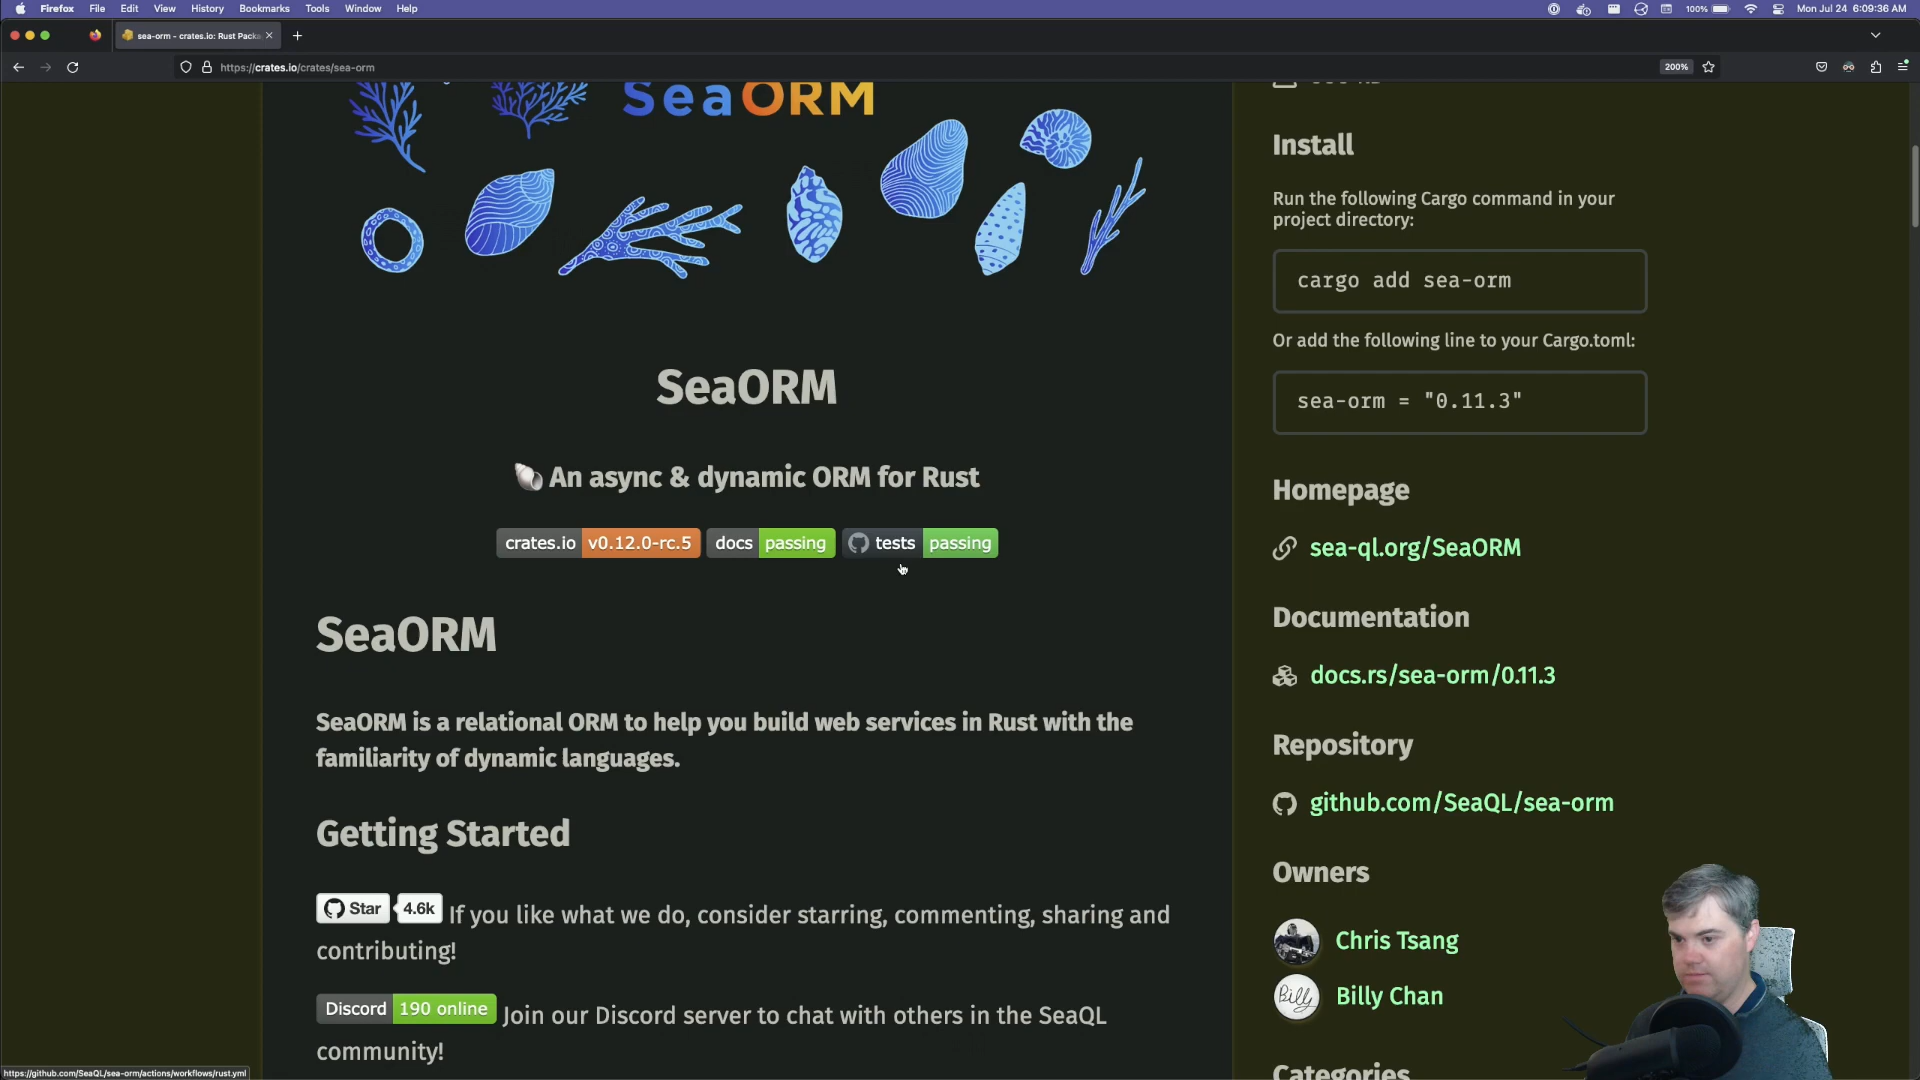 Firefox File Edit View History Bookmarks Tools Window Help
100% Mon Jul 24 6:09:36 AM
sea-orm - crates.io: Rust Packa
https://crates.io/crates/sea-orm
200%
SeaORM
SeaORM
An async & dynamic ORM for Rust
crates.io v0.12.0-rc.5 docs passing tests passing
SeaORM
SeaORM is a relational ORM to help you build web services in Rust with the
familiarity of dynamic languages.
Getting Started
Star 4.6k If you like what we do, consider starring, commenting, sharing and
contributing!
Discord 190 online Join our Discord server to chat with others in the SeaQL
community!
Install
Run the following Cargo command in your
project directory:
cargo add sea-orm
Or add the following line to your Cargo.toml:
sea-orm = "0.11.3"
Homepage
sea-ql.org/SeaORM
Documentation
docs.rs/sea-orm/0.11.3
Repository
github.com/SeaQL/sea-orm
Owners
Chris Tsang
Billy
Billy Chan
Categories
https://github.com/SeaQL/sea-orm/actions/workflows/rust.yml